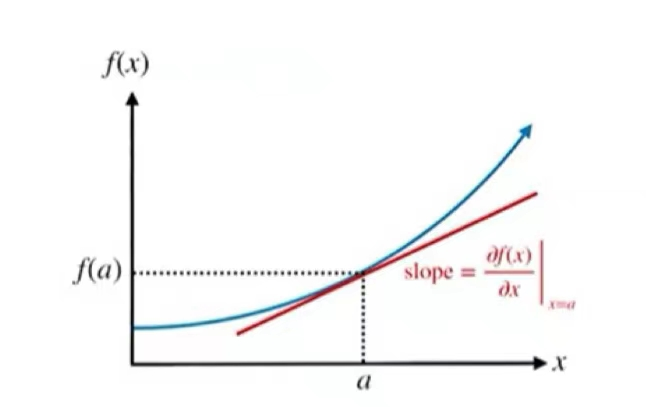 f(x)
f(a)
slope = ∂f(x)/∂x |x=a
x
a